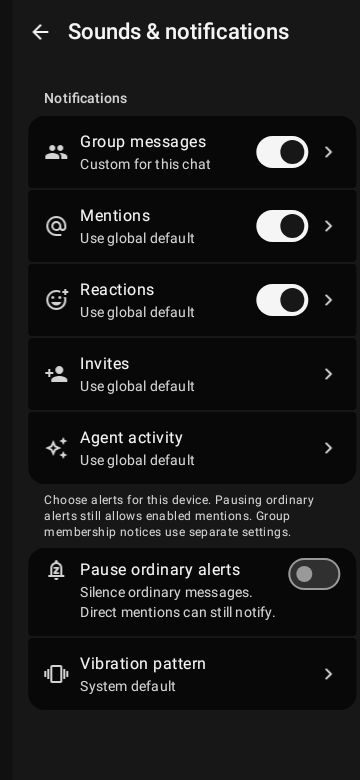 Sounds & notifications
Notifications
Group messages
Custom for this chat
Mentions
Use global default
Reactions
Use global default
Invites
Use global default
Agent activity
Use global default
Choose alerts for this device. Pausing ordinary
alerts still allows enabled mentions. Group
membership notices use separate settings.
Pause ordinary alerts
Silence ordinary messages.
Direct mentions can still notify.
Vibration pattern
System default